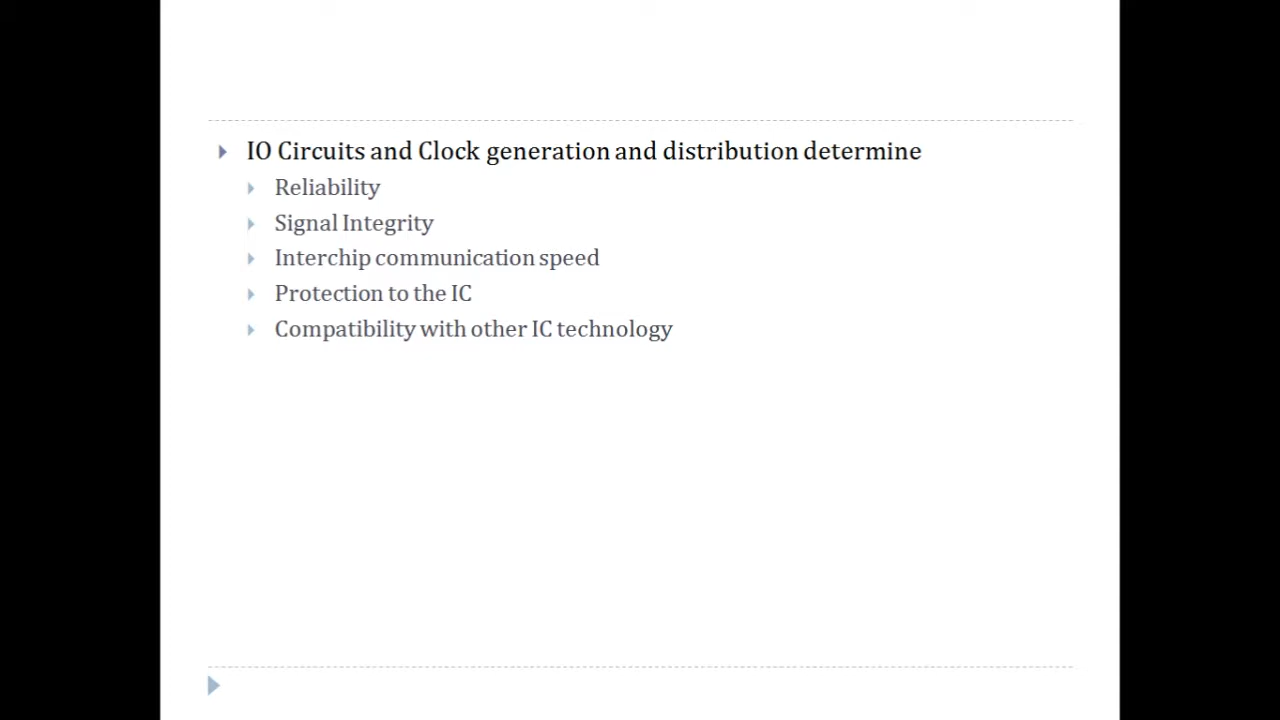 IO Circuits and Clock generation and distribution determine
Reliability
Signal Integrity
Interchip communication speed
Protection to the IC
Compatibility with other IC technology